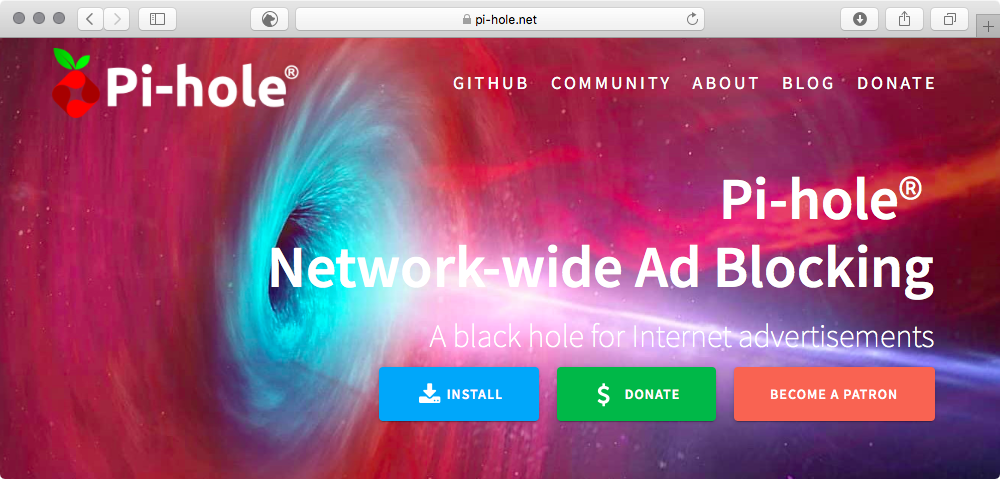 pi-hole.net
Pi-hole®
GITHUB COMMUNITY ABOUT BLOG DONATE
Pi-hole®
Network-wide Ad Blocking
A black hole for Internet advertisements
INSTALL DONATE BECOME A PATRON